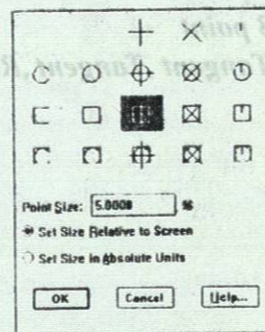 Point Size: 5.0000 %
Set Size Relative to Screen
Set Size in Absolute Units
OK Cancel Help...